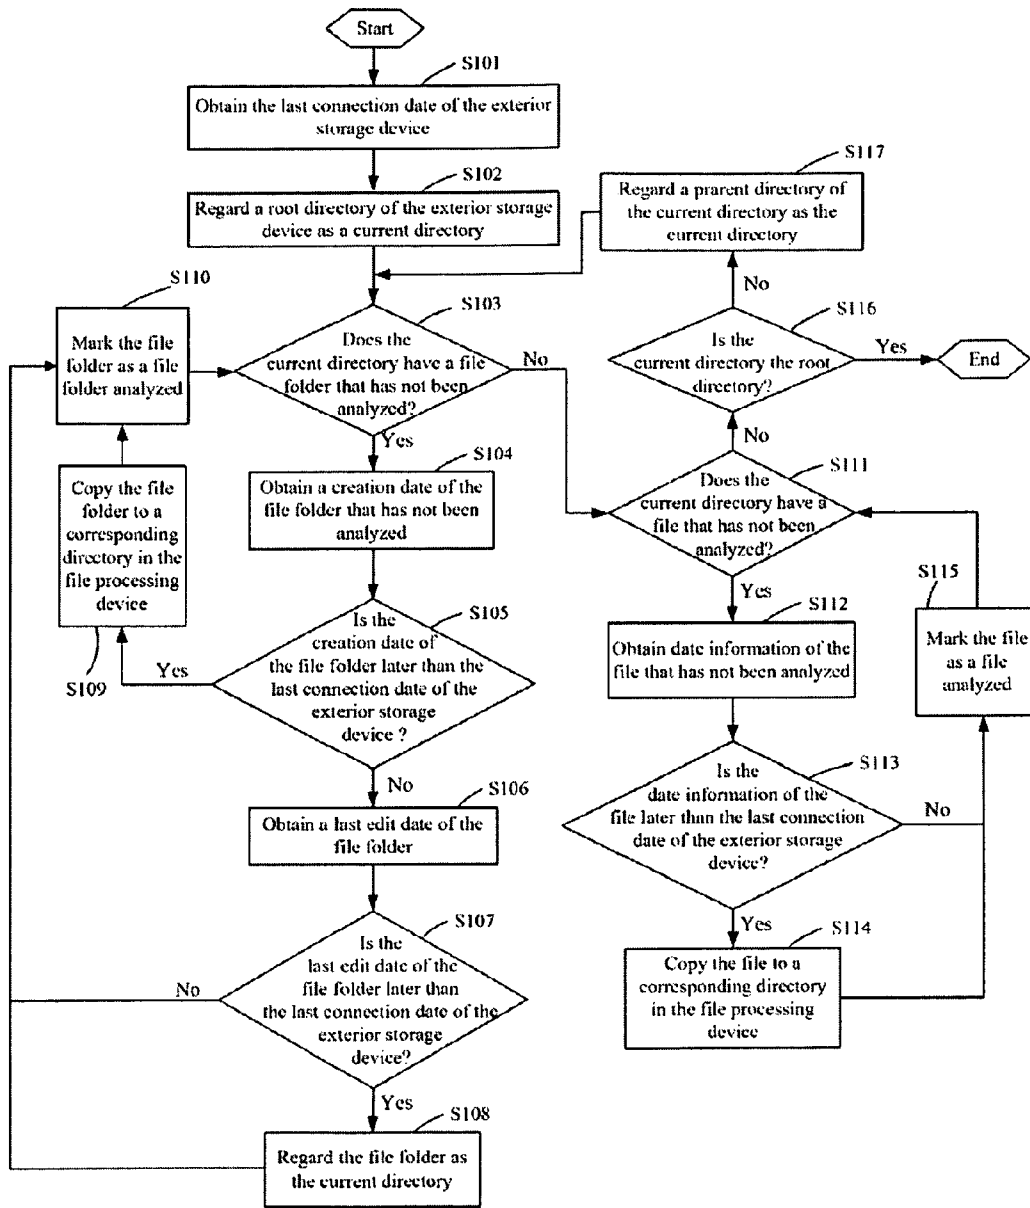 Start
S101
Obtain the last connection date of the exterior
storage device
S102
Regard a root directory of the exterior storage
device as a current directory
S117
Regard a prarent directory of
the current directory as the
current directory
S110
Mark the file
folder as a file
folder analyzed
S103
Does the
current directory have a file
folder that has not been
analyzed?
No
Yes
No
S116
Is the
current directory the root
directory?
Yes
End
No
S104
Obtain a creation date of the
file folder that has not been
analyzed
S111
Does the
current directory have a
file that has not been
analyzed?
Yes
Copy the file
folder to a
corresponding
directory in the
file processing
device
S109
Yes
S105
Is the
creation date of
the file folder later than the
last connection date of the
exterior storage
device ?
No
S112
Obtain date information of the
file that has not been analyzed
S115
Mark the file
as a file
analyzed
S106
Obtain a last edit date of the
file folder
S113
Is the
date information of the
file later than the last connection
date of the exterior storage
device?
No
Yes
S107
Is the
last edit date of the
file folder later than
the last connection date of the
exterior storage
device?
No
Yes
S114
Copy the file to a
corresponding directory
in the file processing
device
S108
Regard the file folder as
the current directory